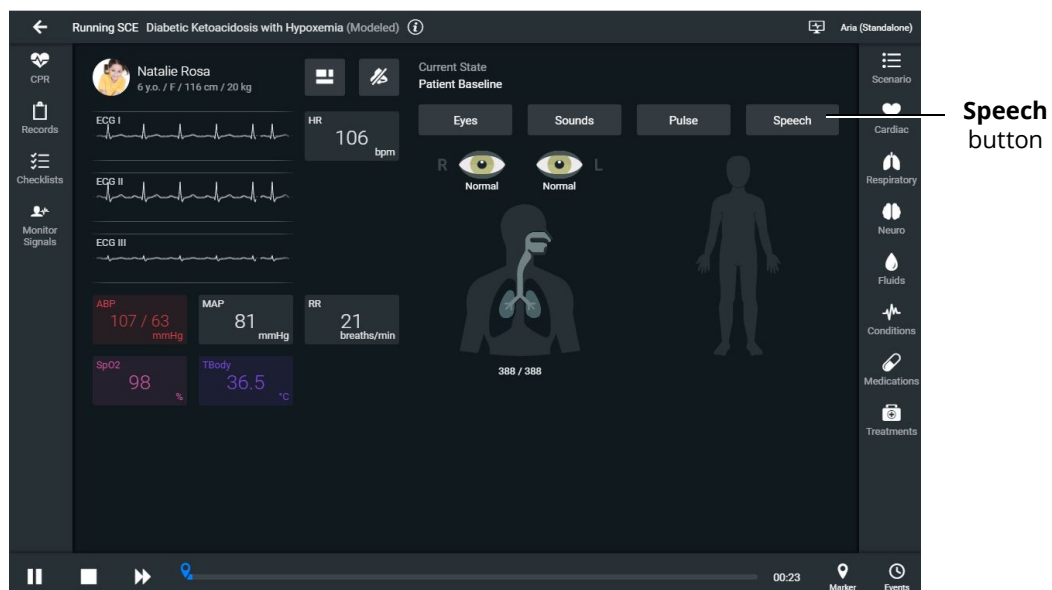 Running SCE Diabetic Ketoacidosis with Hypoxemia (Modeled) i
Aria (Standalone)
CPR
Records
Checklists
Monitor
Signals
Natalie Rosa
6 y.o. / F / 116 cm / 20 kg
Current State
Patient Baseline
ECG I
HR
106
bpm
ECG II
ECG III
ABP
107 / 63
mmHg
MAP
81
mmHg
RR
21
breaths/min
SpO2
98
%
TBody
36.5
°C
Eyes
Sounds
Pulse
Speech
R
L
Normal
Normal
388 / 388
Scenario
Cardiac
Respiratory
Neuro
Fluids
Conditions
Medications
Treatments
Speech
button
00:23
Marker
Events